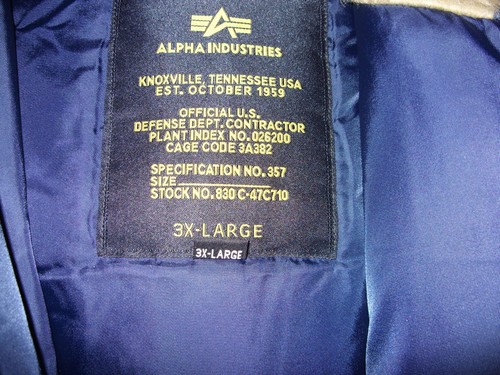 ALPHA INDUSTRIES
KNOXVILLE, TENNESSEE USA
EST. OCTOBER 1959
OFFICIAL U.S.
DEFENSE DEPT. CONTRACTOR
PLANT INDEX NO. 026200
CAGE CODE 3A382
SPECIFICATION NO. 357
SIZE
STOCK NO. 830 C-47C710
3X-LARGE
3X-LARGE